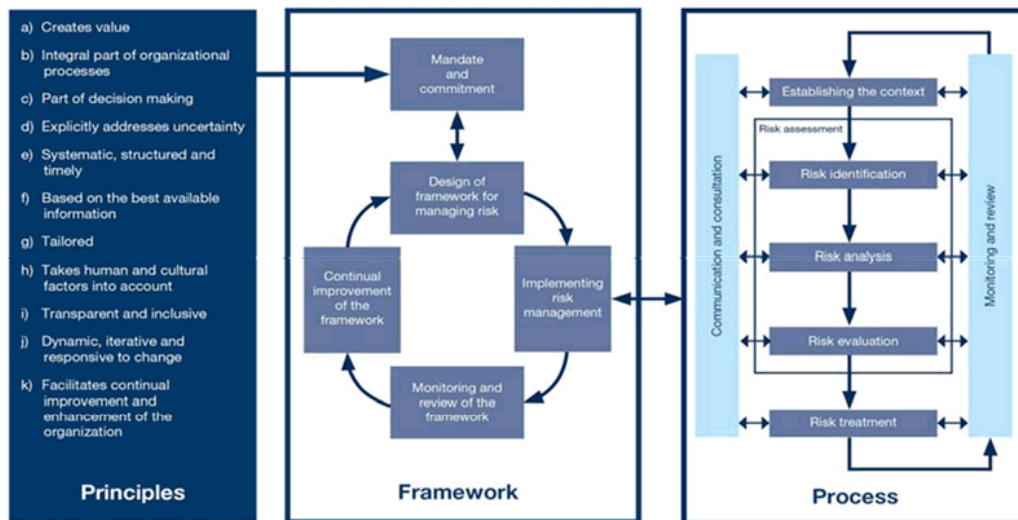 a) Creates value
b) Integral part of organizational
processes
c) Part of decision making
d) Explicitly addresses uncertainty
e) Systematic, structured and
timely
f) Based on the best available
information
g) Tailored
h) Takes human and cultural
factors into account
i) Transparent and inclusive
j) Dynamic, iterative and
responsive to change
k) Facilitates continual
improvement and
enhancement of the
organization
Principles
Mandate
and
commitment
Design of
framework for
managing risk
Continual
improvement
of the
framework
Implementing
risk
management
Monitoring and
review of the
framework
Framework
Communication and consultation
Establishing the context
Risk assessment
Risk identification
Risk analysis
Risk evaluation
Risk treatment
Monitoring and review
Process